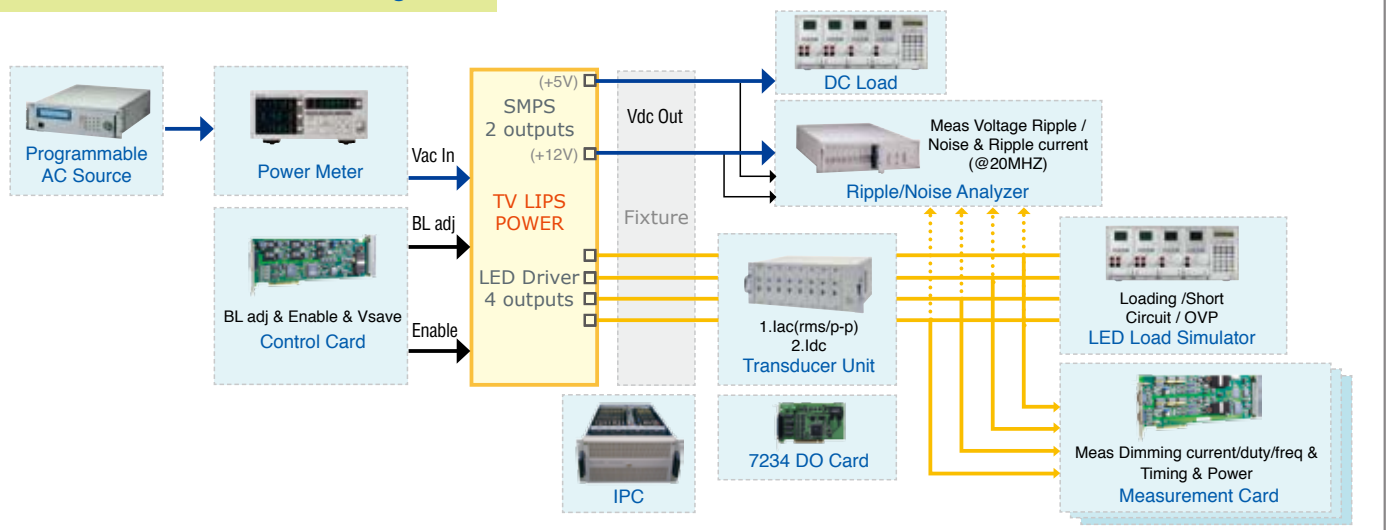 Programmable
AC Source
Power Meter
Vac In
BL adj
Enable
BL adj & Enable & Vsave
Control Card
(+5V)
SMPS
2 outputs
(+12V)
TV LIPS
POWER
LED Driver
4 outputs
Vdc Out
Fixture
DC Load
Meas Voltage Ripple /
Noise & Ripple current
(@20MHZ)
Ripple/Noise Analyzer
1.Iac(rms/p-p)
2.Idc
Transducer Unit
Loading /Short
Circuit / OVP
LED Load Simulator
IPC
7234 DO Card
Meas Dimming current/duty/freq &
Timing & Power
Measurement Card